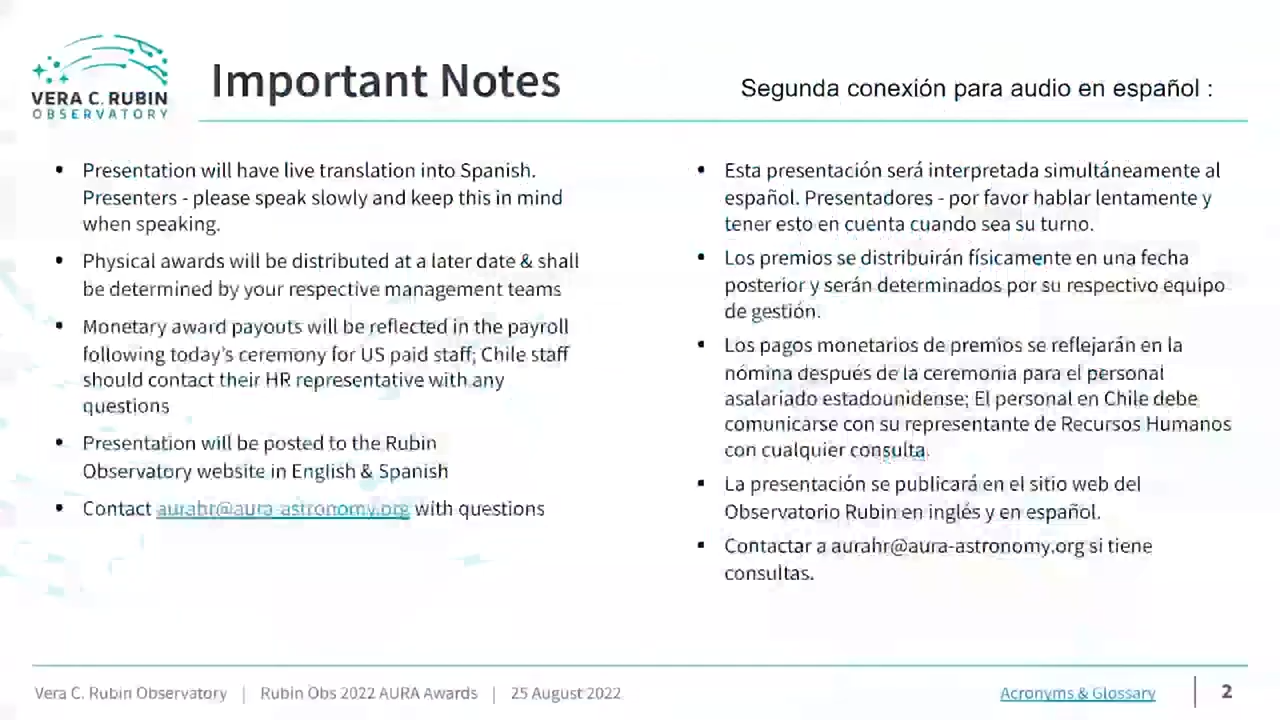 VERA C. RUBIN
OBSERVATORY
Important Notes
Segunda conexión para audio en español :
• Presentation will have live translation into Spanish.
Presenters - please speak slowly and keep this in mind
when speaking.
• Physical awards will be distributed at a later date & shall
be determined by your respective management teams
• Monetary award payouts will be reflected in the payroll
following today's ceremony for US paid staff; Chile staff
should contact their HR representative with any
questions
• Presentation will be posted to the Rubin
Observatory website in English & Spanish
• Contact aurahr@aura-astronomy.org with questions
▪ Esta presentación será interpretada simultáneamente al
español. Presentadores - por favor hablar lentamente y
tener esto en cuenta cuando sea su turno.
▪ Los premios se distribuirán físicamente en una fecha
posterior y serán determinados por su respectivo equipo
de gestión.
▪ Los pagos monetarios de premios se reflejarán en la
nómina después de la ceremonia para el personal
asalariado estadounidense; El personal en Chile debe
comunicarse con su representante de Recursos Humanos
con cualquier consulta.
▪ La presentación se publicará en el sitio web del
Observatorio Rubin en inglés y en español.
▪ Contactar a aurahr@aura-astronomy.org si tiene
consultas.
Vera C. Rubin Observatory | Rubin Obs 2022 AURA Awards | 25 August 2022
Acronyms & Glossary | 2